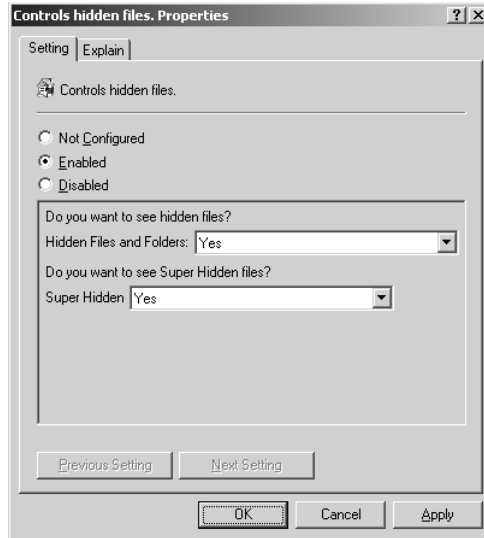 Controls hidden files. Properties
Setting Explain
Controls hidden files.
Not Configured
Enabled
Disabled
Do you want to see hidden files?
Hidden Files and Folders: Yes
Do you want to see Super Hidden files?
Super Hidden Yes
Previous Setting Next Setting
OK Cancel Apply